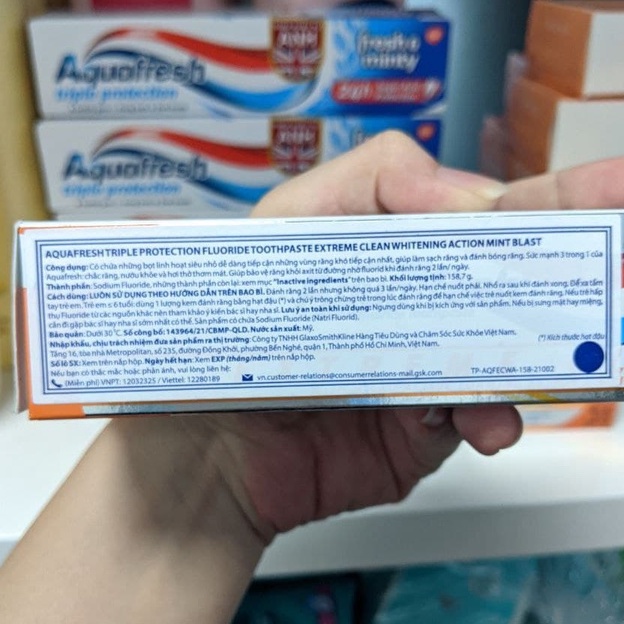 Aquafresh
triple protection
ANH
fresh &
minty
Aquafresh
triple protection
ANH
AQUAFRESH TRIPLE PROTECTION FLUORIDE TOOTHPASTE EXTREME CLEAN WHITENING ACTION MINT BLAST
Công dụng: Có chứa những bọt linh hoạt siêu nhỏ dễ dàng tiếp cận những vùng răng khó tiếp cận nhất, giúp làm sạch răng và đánh bóng răng. Sức mạnh 3 trong 1 của
Aquafresh: chắc răng, nướu khỏe và hơi thở thơm mát. Giúp bảo vệ răng khỏi axit từ đường nhờ fluorid khi đánh răng 2 lần/ngày.
Thành phần: Sodium Fluoride, những thành phần còn lại: xem mục "Inactive ingredients" trên bao bì. Khối lượng tịnh: 158,7 g.
Cách dùng: LUÔN SỬ DỤNG THEO HƯỚNG DẪN TRÊN BAO BÌ. Đánh răng 2 lần nhưng không quá 3 lần/ngày. Hạn chế nuốt phải. Nhổ ra sau khi đánh xong. Để xa tầm
tay trẻ em. Trẻ em ≤ 6 tuổi: dùng 1 lượng kem đánh răng bằng hạt đậu (*) và chú ý trông chừng trẻ trong lúc đánh răng để hạn chế việc trẻ nuốt kem đánh răng. Nếu trẻ hấp
thụ Fluoride từ các nguồn khác nên tham khảo ý kiến bác sĩ hay nha sĩ. Lưu ý an toàn khi sử dụng: Ngưng dùng khi bị kích ứng với sản phẩm. Nếu bị sưng mặt hay miệng,
cần đi gặp bác sĩ hay nha sĩ sớm nhất có thể. Sản phẩm có chứa Sodium Fluoride (Natri Fluorid).
Bảo quản: Dưới 30°C. Số công bố: 143964/21/CBMP-QLD. Nước sản xuất: Mỹ.
Nhập khẩu, chịu trách nhiệm đưa sản phẩm ra thị trường: Công ty TNHH GlaxoSmithKline Hàng Tiêu Dùng và Chăm Sóc Sức Khỏe Việt Nam.
Tầng 16, tòa nhà Metropolitan, số 235, đường Đồng Khởi, phường Bến Nghé, quận 1, Thành phố Hồ Chí Minh, Việt Nam.
(*) Kích thước hạt đậu
Số lô SX: Xem trên nắp hộp. Ngày hết hạn: Xem EXP (tháng/năm) trên nắp hộp.
Nếu bạn có thắc mắc hoặc phản ánh, vui lòng liên hệ:
(Miễn phí) VNPT: 12032325 / Viettel: 12280189
vn.customer-relations@consumerrelations-mail.gsk.com
TP-AQFECWA-158-21002